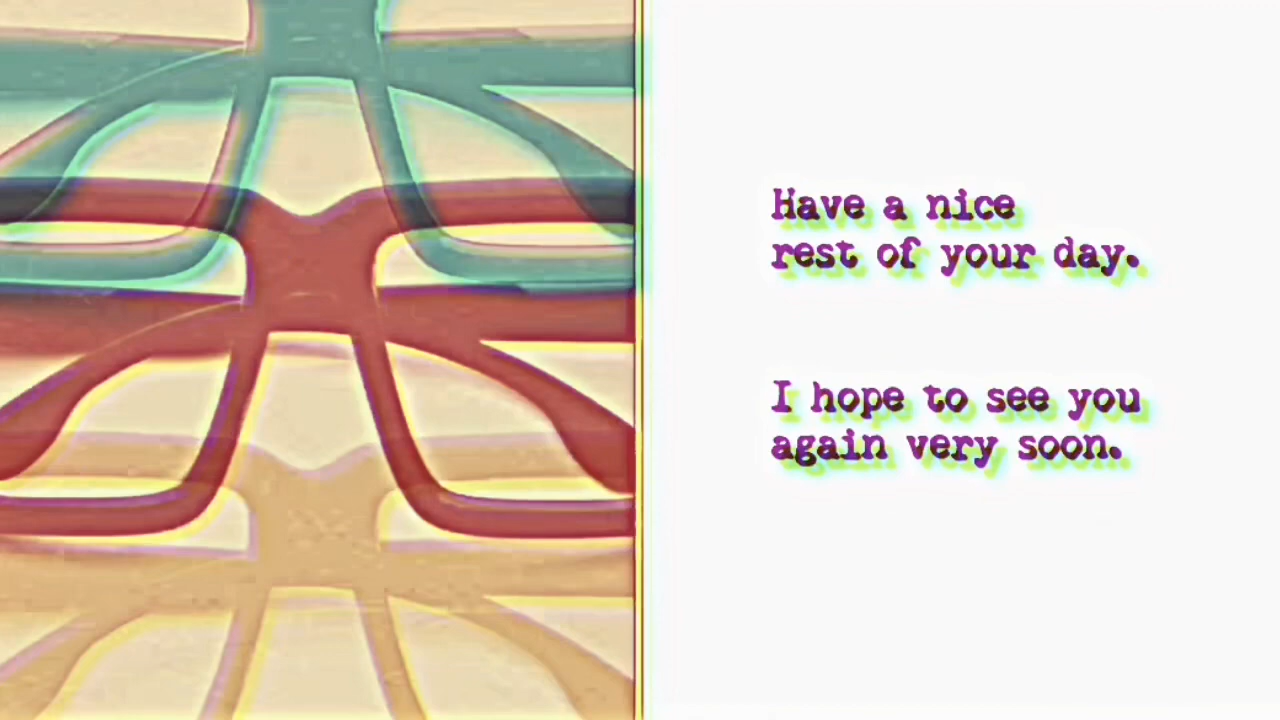 Have a nice
rest of your day.
I hope to see you
again very soon.